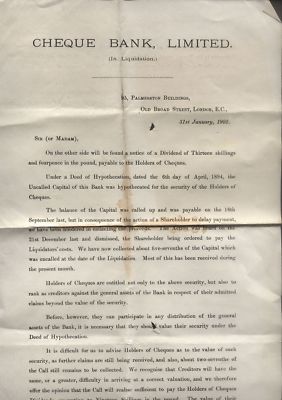 CHEQUE BANK, LIMITED.
(In Liquidation.)
95, Palmerston Buildings,
Old Broad Street, London, E.C.,
31st January, 1902.
Sir (or Madam),
On the other side will be found a notice of a Dividend of Thirteen shillings
and fourpence in the pound, payable to the Holders of Cheques.
Under a Deed of Hypothecation, dated the 6th day of April, 1894, the
Uncalled Capital of this Bank was hypothecated for the security of the Holders of
Cheques.
The balance of the Capital was called up and was payable on the 18th
September last, but in consequence of the action of a Shareholder to delay payment,
we have been hindered in collecting the proceeds. The Action was heard on the
21st December last and dismissed, the Shareholder being ordered to pay the
Liquidators' costs. We have now collected about five-sevenths of the Capital which
was uncalled at the date of the Liquidation. Most of this has been received during
the present month.
Holders of Cheques are entitled not only to the above security, but also to
rank as creditors against the general assets of the Bank in respect of their admitted
claims beyond the value of the security.
Before, however, they can participate in any distribution of the general
assets of the Bank, it is necessary that they should value their security under the
Deed of Hypothecation.
It is difficult for us to advise Holders of Cheques as to the value of such
security, as further claims are still being received, and also, about two-sevenths of
the Call still remains to be collected. We recognise that Creditors will have the
same, or a greater, difficulty in arriving at a correct valuation, and we therefore
offer the opinion that the Call will realise sufficient to pay the Holders of Cheques